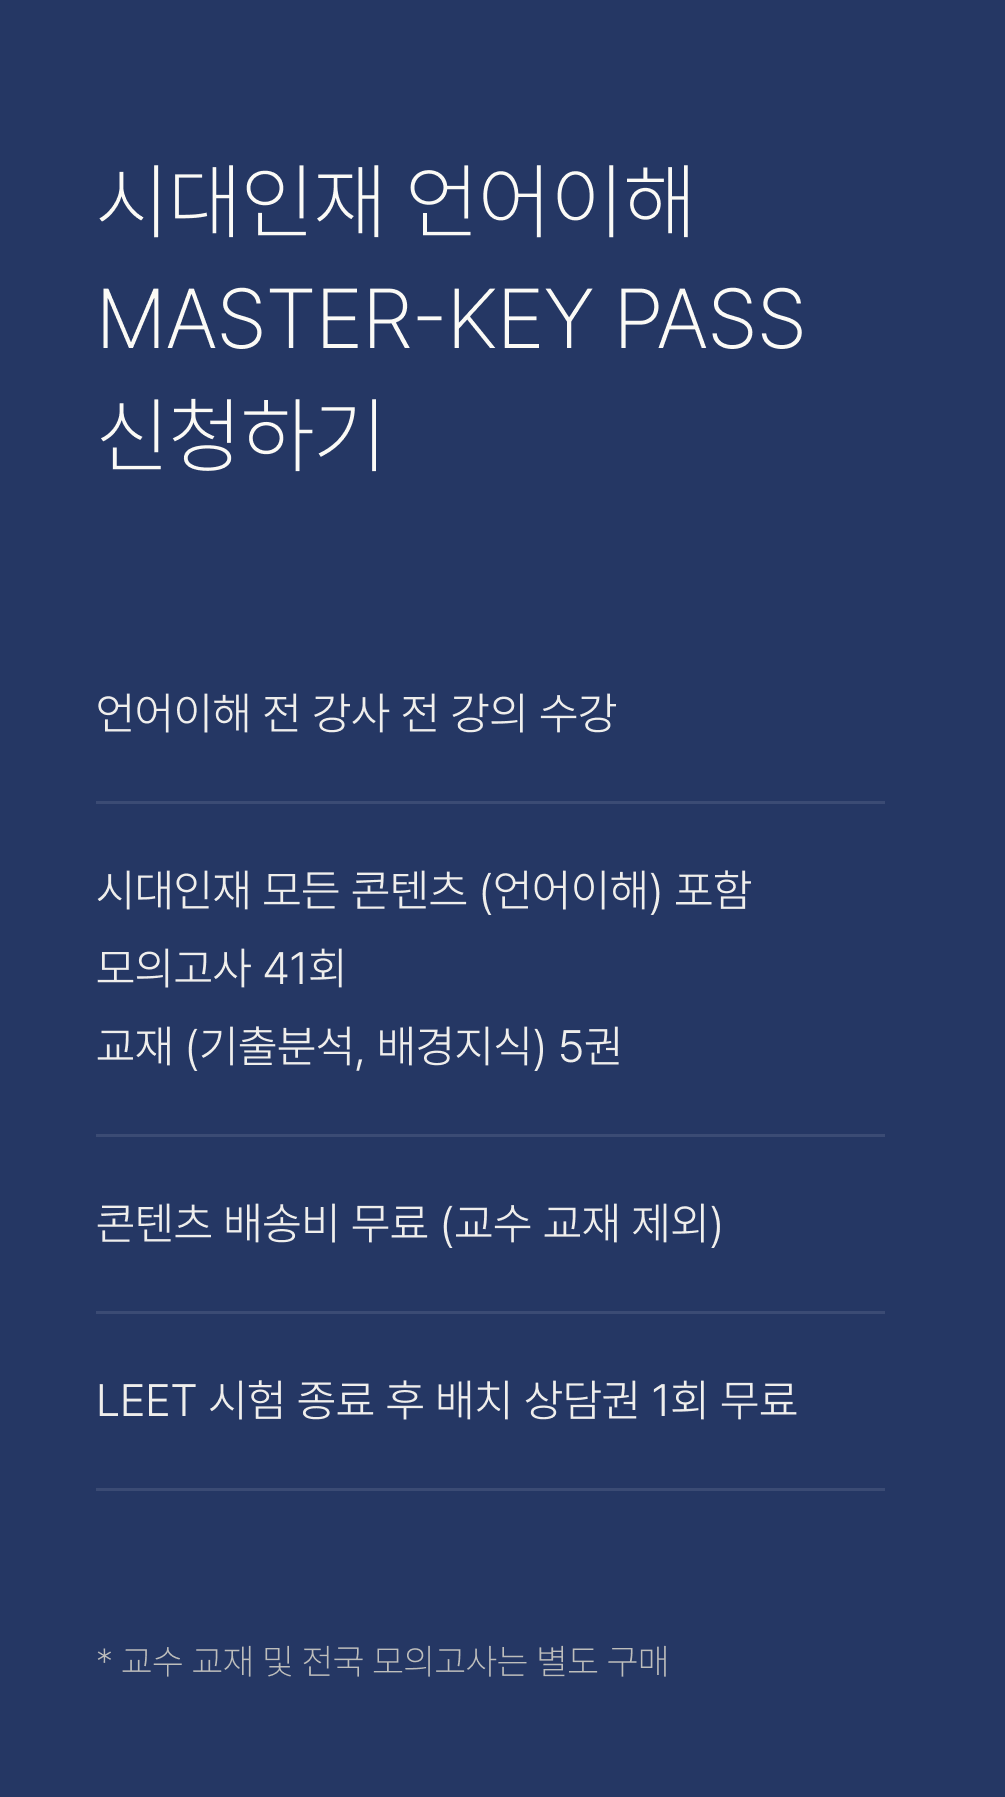 시대인재 언어이해
MASTER-KEY PASS
신청하기
언어이해 전 강사 전 강의 수강
시대인재 모든 콘텐츠 (언어이해) 포함
모의고사 41회
교재 (기출분석, 배경지식) 5권
콘텐츠 배송비 무료 (교수 교재 제외)
LEET 시험 종료 후 배치 상담권 1회 무료
* 교수 교재 및 전국 모의고사는 별도 구매